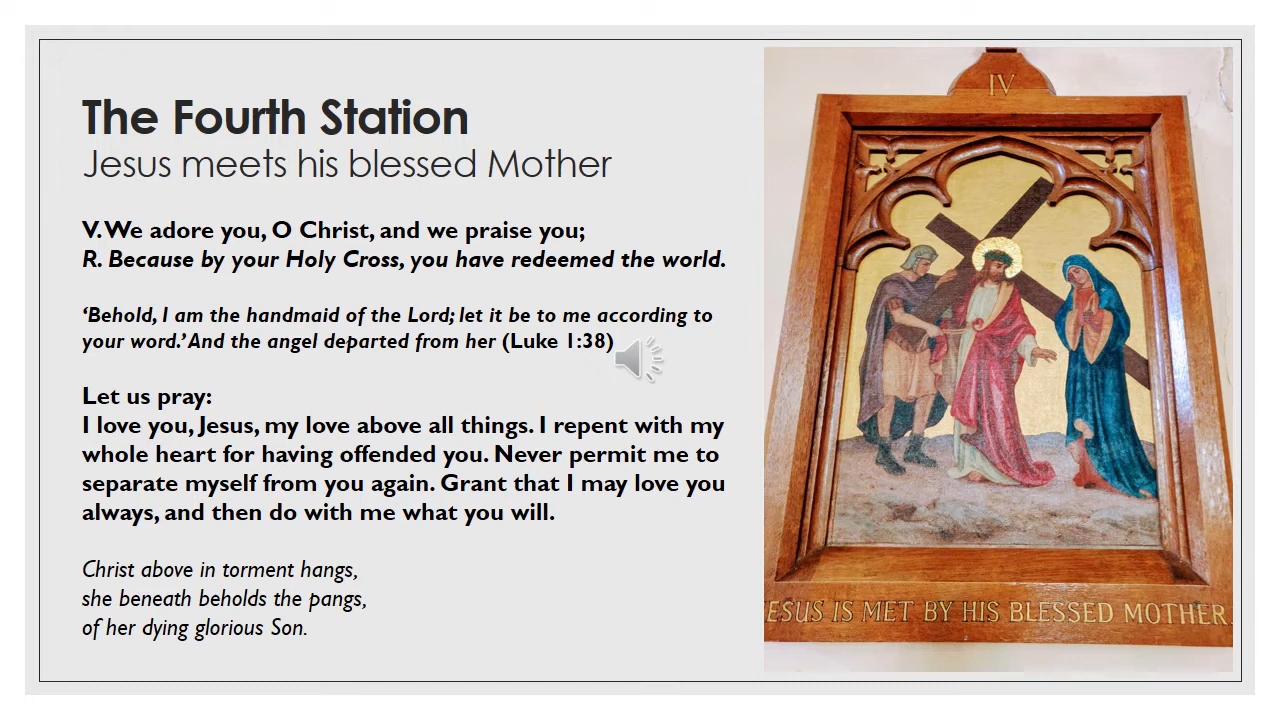 The Fourth Station
Jesus meets his blessed Mother
V. We adore you, O Christ, and we praise you;
R. Because by your Holy Cross, you have redeemed the world.
‘Behold, I am the handmaid of the Lord; let it be to me according to
your word.’ And the angel departed from her (Luke 1:38)
Let us pray:
I love you, Jesus, my love above all things. I repent with my
whole heart for having offended you. Never permit me to
separate myself from you again. Grant that I may love you
always, and then do with me what you will.
Christ above in torment hangs,
she beneath beholds the pangs,
of her dying glorious Son.
IV
JESUS IS MET BY HIS BLESSED MOTHER.